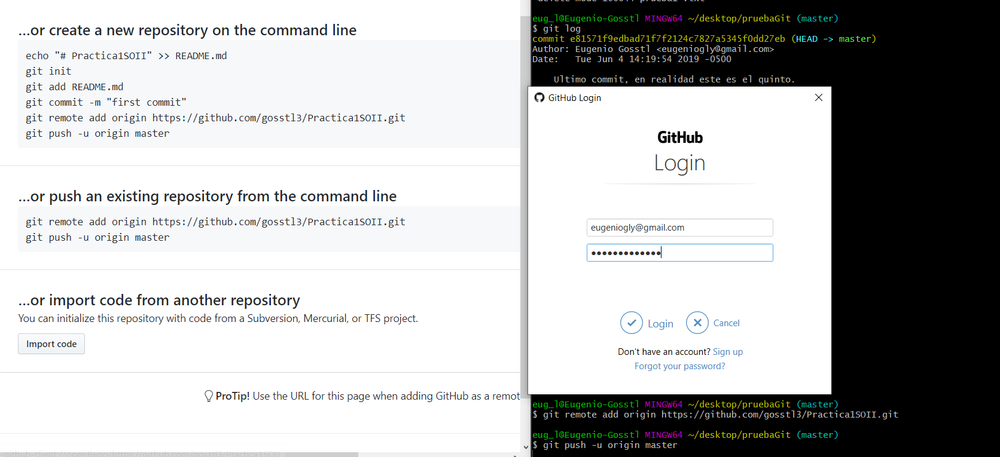 ...or create a new repository on the command line
echo "# Practica1SOII" >> README.md
git init
git add README.md
git commit -m "first commit"
git remote add origin https://github.com/gosstl3/Practica1SOII.git
git push -u origin master
...or push an existing repository from the command line
git remote add origin https://github.com/gosstl3/Practica1SOII.git
git push -u origin master
...or import code from another repository
You can initialize this repository with code from a Subversion, Mercurial, or TFS project.
Import code
ProTip! Use the URL for this page when adding GitHub as a remot
-github-client://openRepo/https://github.com/gosstl3/Practica1SOII
eug_l@Eugenio-Gosstl MINGW64 ~/desktop/pruebaGit (master)
$ git log
commit e81571f9edbad71f7f2124c7827a5345f0dd27eb (HEAD -> master)
Author: Eugenio Gosstl <eugeniogly@gmail.com>
Date:   Tue Jun 4 14:19:54 2019 -0500
Ultimo commit, en realidad este es el quinto.
GitHub Login
GitHub
Login
eugeniogly@gmail.com
Login
Cancel
Don't have an account? Sign up
Forgot your password?
eug_l@Eugenio-Gosstl MINGW64 ~/desktop/pruebaGit (master)
$ git remote add origin https://github.com/gosstl3/Practica1SOII.git
eug_l@Eugenio-Gosstl MINGW64 ~/desktop/pruebaGit (master)
$ git push -u origin master